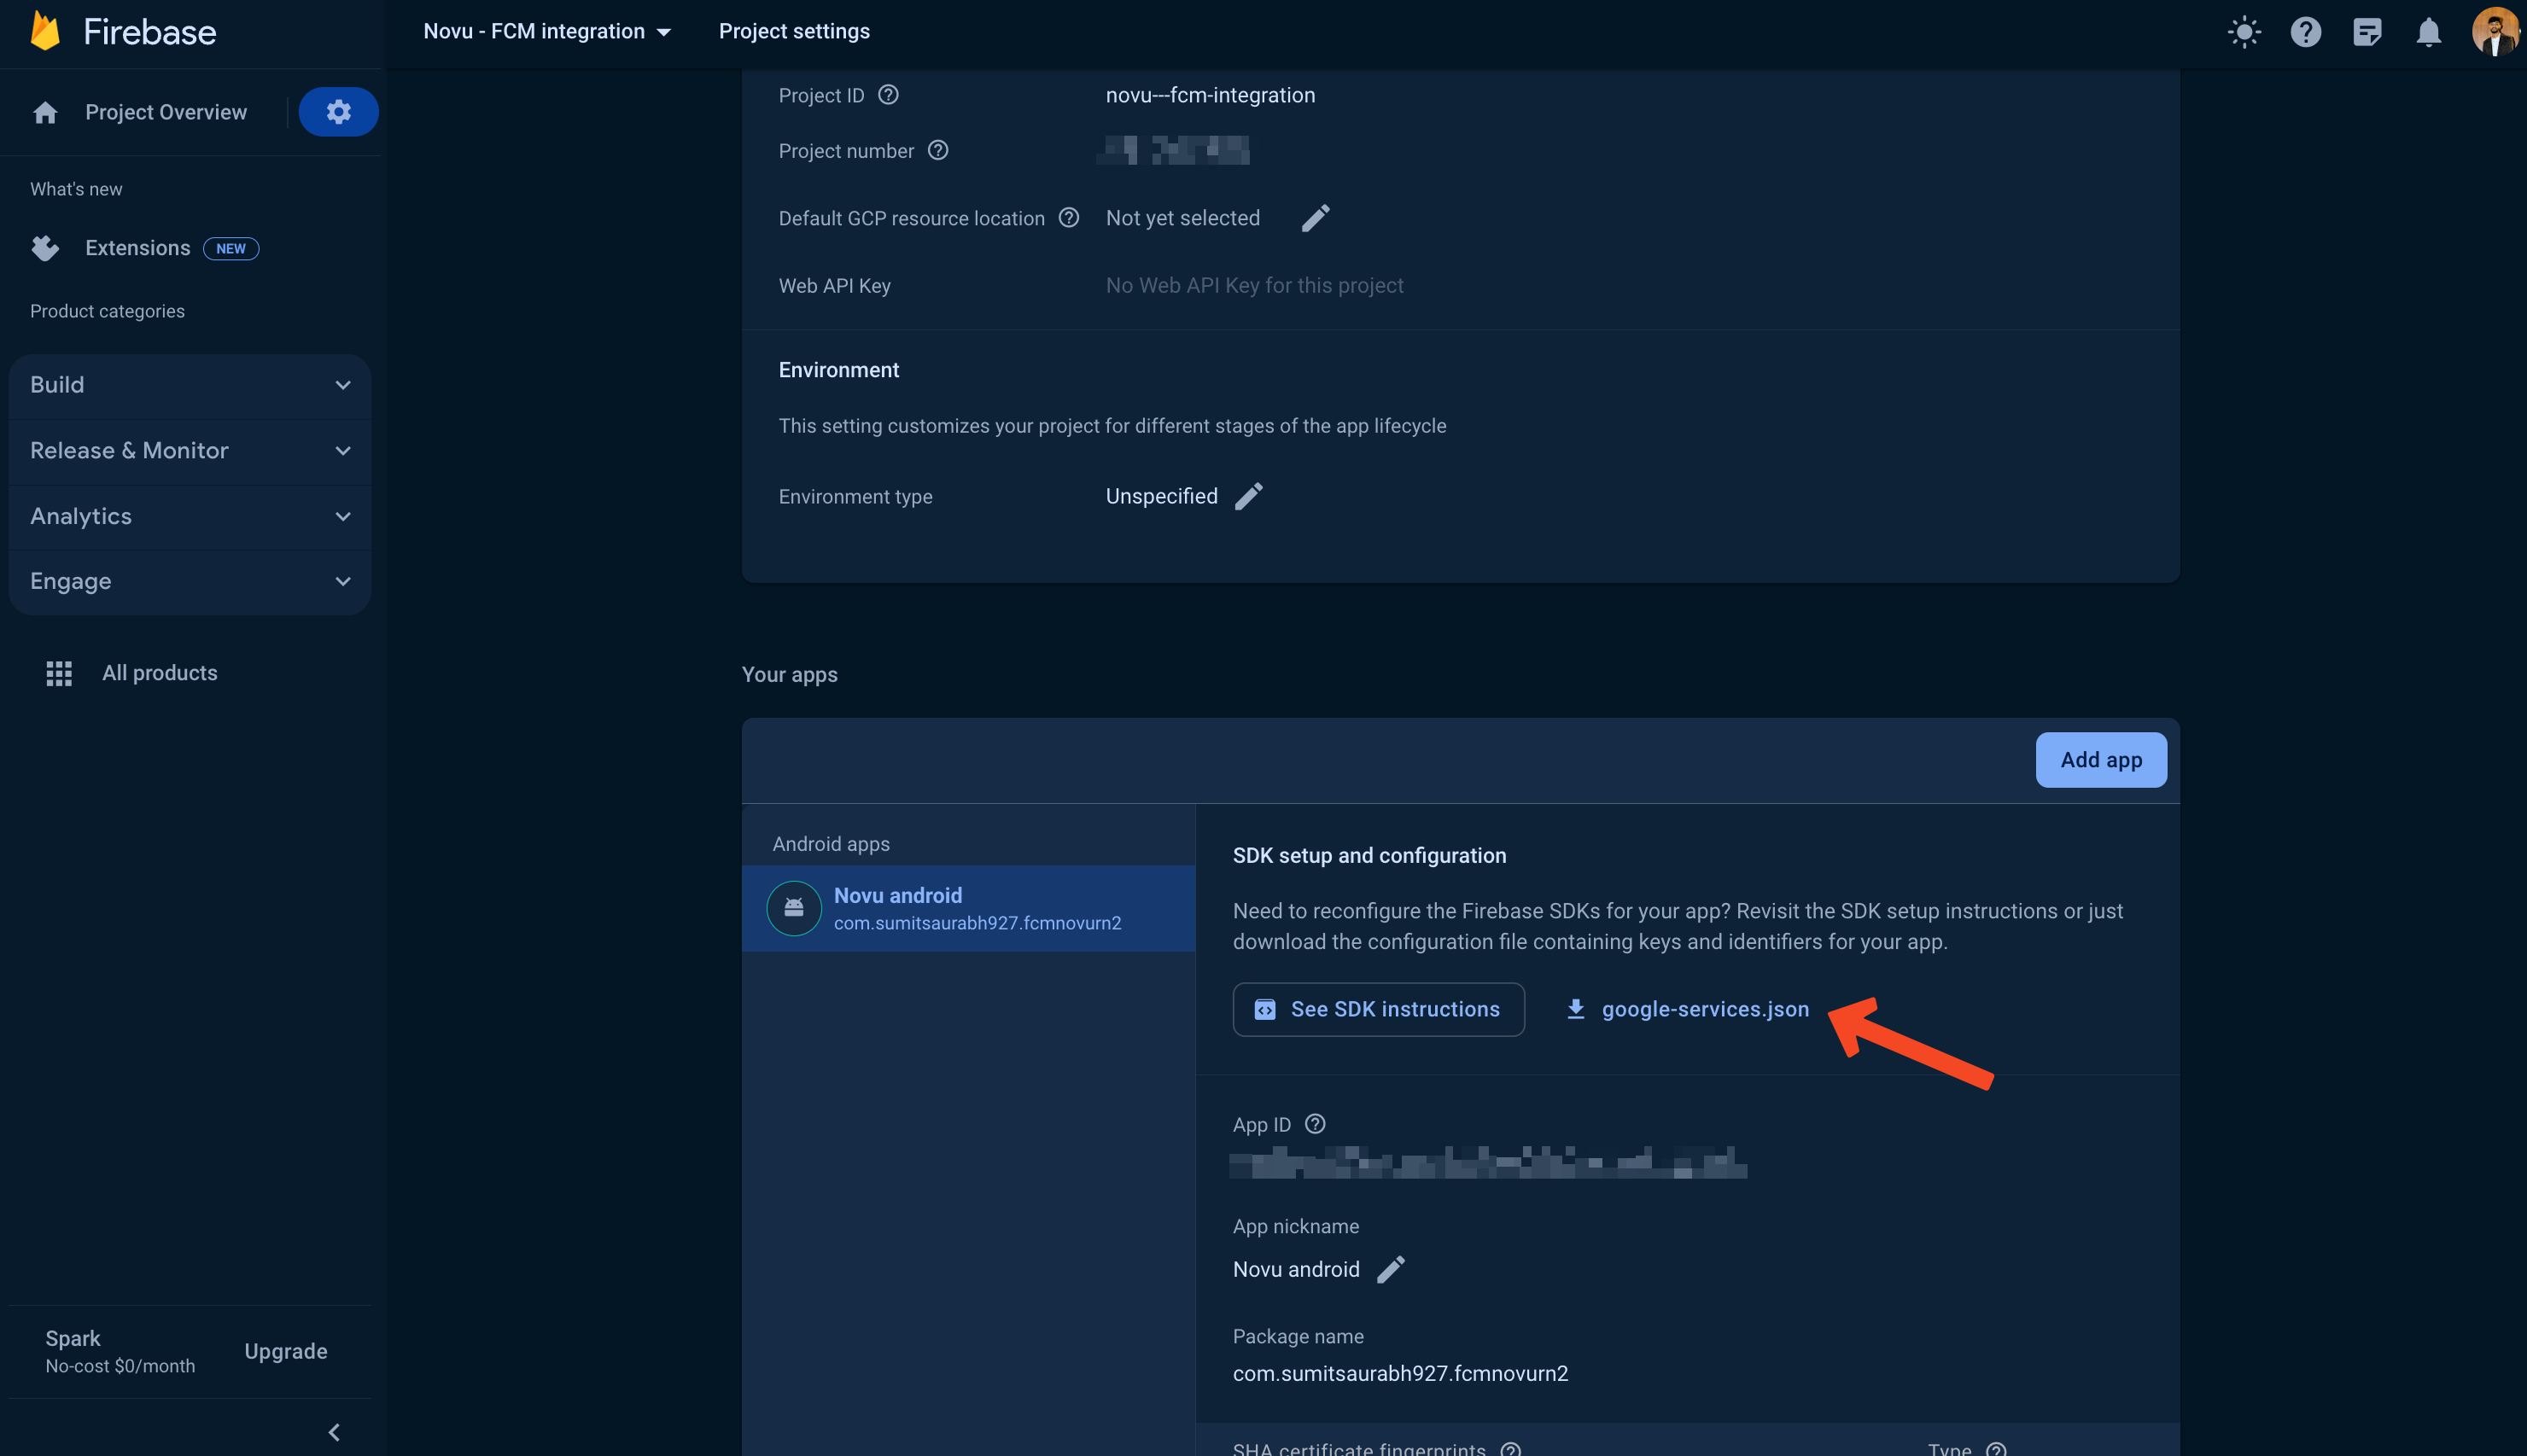 Firebase
Novu - FCM integration
Project settings
Project Overview
What's new
Extensions NEW
Product categories
Build
Release & Monitor
Analytics
Engage
All products
Spark
No-cost $0/month
Upgrade
Project ID
novu---fcm-integration
Project number
Default GCP resource location
Not yet selected
Web API Key
No Web API Key for this project
Environment
This setting customizes your project for different stages of the app lifecycle
Environment type
Unspecified
Your apps
Add app
Android apps
Novu android
com.sumitsaurabh927.fcmnovurn2
SDK setup and configuration
Need to reconfigure the Firebase SDKs for your app? Revisit the SDK setup instructions or just
download the configuration file containing keys and identifiers for your app.
See SDK instructions
google-services.json
App ID
App nickname
Novu android
Package name
com.sumitsaurabh927.fcmnovurn2
SHA certificate fingerprints
Type